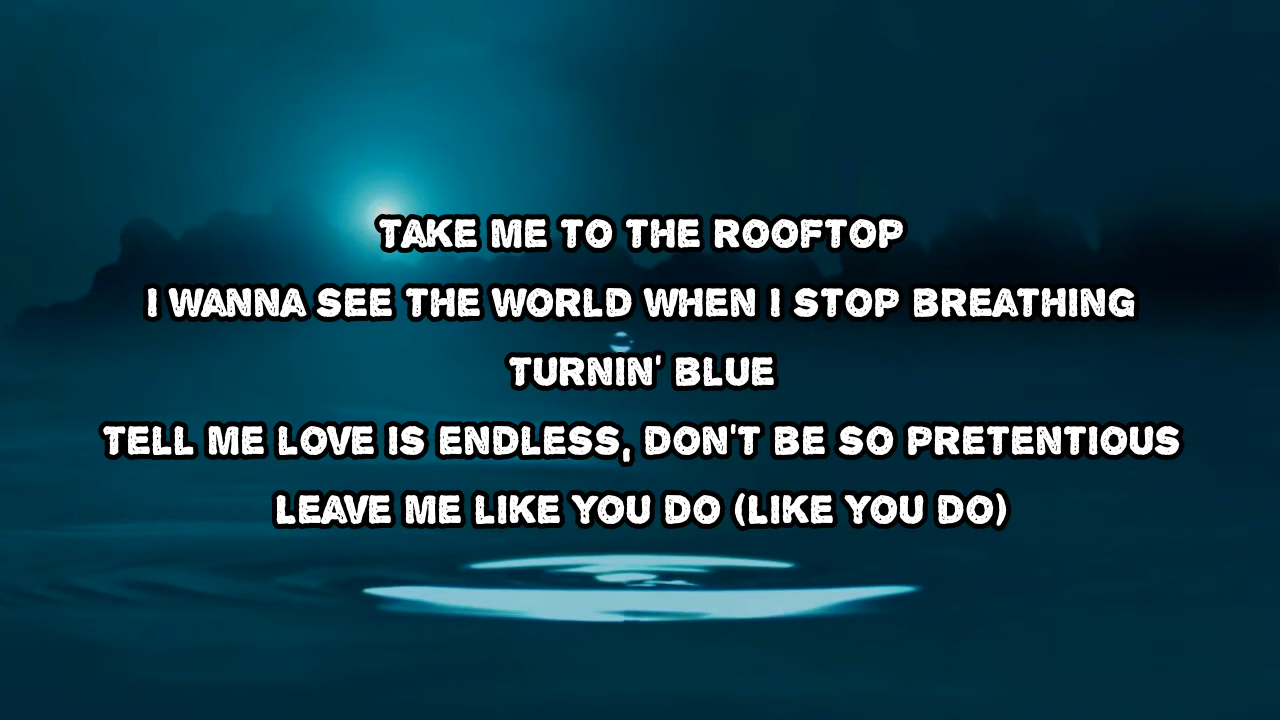 TAKE ME TO THE ROOFTOP
I WANNA SEE THE WORLD WHEN I STOP BREATHING
TURNIN' BLUE
TELL ME LOVE IS ENDLESS, DON'T BE SO PRETENTIOUS
LEAVE ME LIKE YOU DO (LIKE YOU DO)